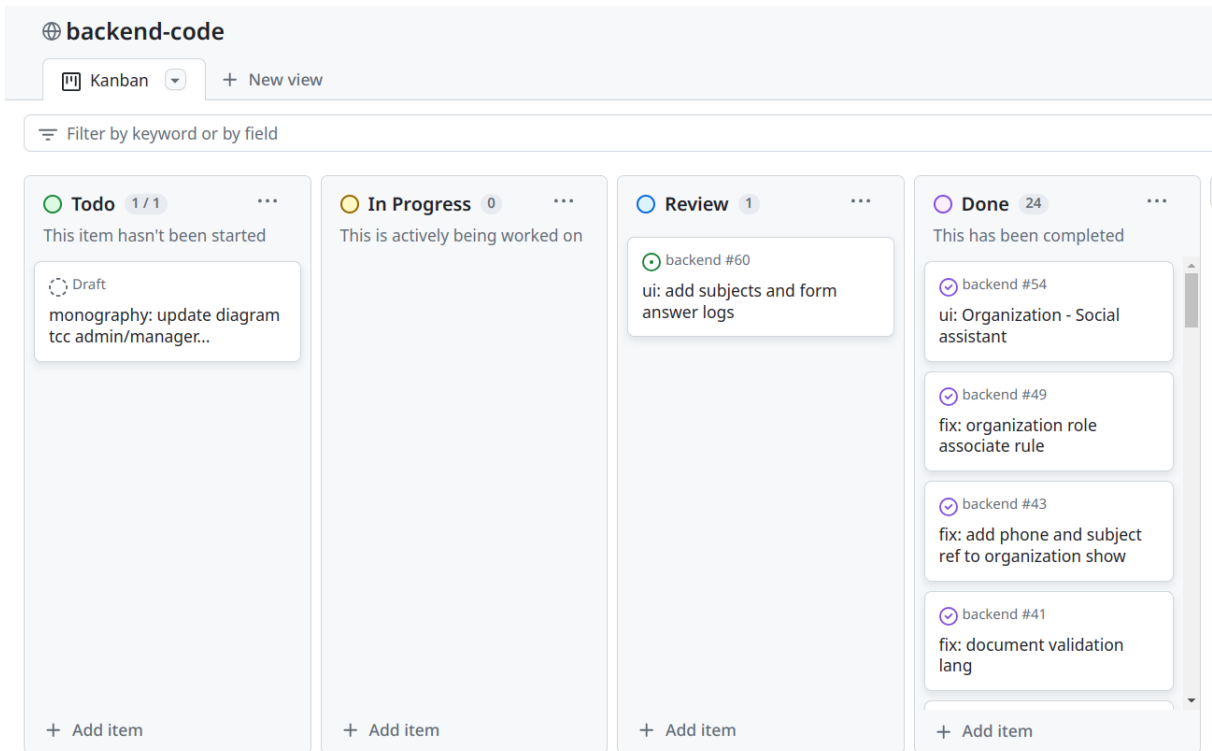 backend-code
Kanban
New view
Filter by keyword or by field
Todo 1 / 1 ...
This item hasn't been started
Draft
monography: update diagram
tcc admin/manager...
Add item
In Progress 0 ...
This is actively being worked on
Add item
Review 1 ...
backend #60
ui: add subjects and form
answer logs
Add item
Done 24 ...
This has been completed
backend #54
ui: Organization - Social
assistant
backend #49
fix: organization role
associate rule
backend #43
fix: add phone and subject
ref to organization show
backend #41
fix: document validation
lang
Add item